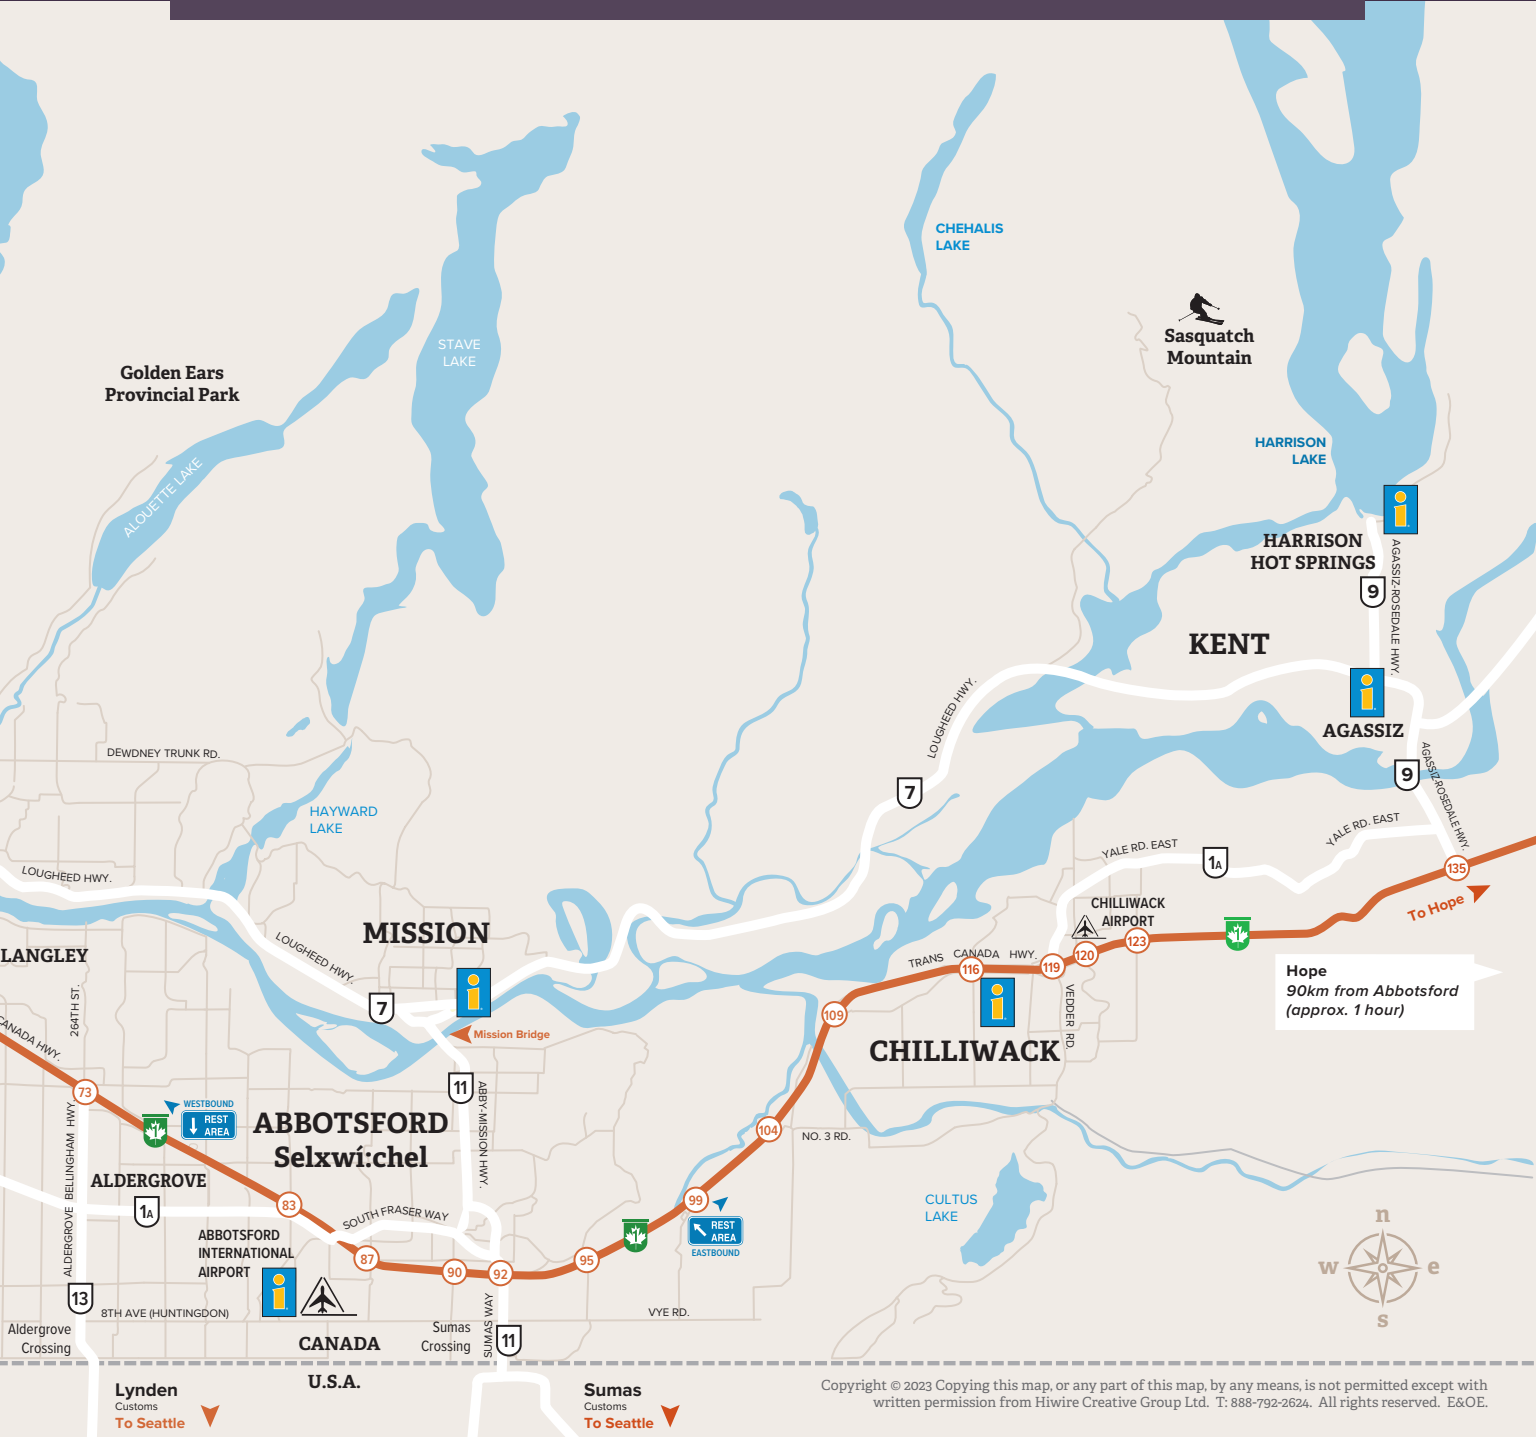 CHEHALIS
LAKE
Sasquatch
Mountain
STAVE
LAKE
Golden Ears
Provincial Park
HARRISON
LAKE
ALOUETTE LAKE
i
HARRISON
HOT SPRINGS
9
AGASSIZ-ROSEDALE HWY.
KENT
i
AGASSIZ
LOUGHEED HWY.
DEWDNEY TRUNK RD.
7
9
AGASSIZ-ROSEDALE HWY.
HAYWARD
LAKE
YALE RD. EAST
YALE RD. EAST
1A
LOUGHEED HWY.
135
To Hope
CHILLIWACK
AIRPORT
MISSION
1
123
120
119
116
TRANS CANADA HWY.
LOUGHEED HWY.
LANGLEY
Hope
90km from Abbotsford
(approx. 1 hour)
i
i
7
264TH ST.
CANADA HWY.
Mission Bridge
109
VEDDER RD.
CHILLIWACK
73
11
ABBY-MISSION HWY.
WESTBOUND
REST
AREA
1
ABBOTSFORD
Selxwí:chel
104
NO. 3 RD.
ALDERGROVE BELLINGHAM HWY.
ALDERGROVE
1A
83
SOUTH FRASER WAY
99
CULTUS
LAKE
REST
AREA
EASTBOUND
1
ABBOTSFORD
INTERNATIONAL
AIRPORT
i
87
90
92
95
n
w
e
s
13
8TH AVE (HUNTINGDON)
VYE RD.
SUMAS WAY
11
Aldergrove
Crossing
Sumas
Crossing
CANADA
U.S.A.
Lynden
Customs
To Seattle
Sumas
Customs
To Seattle
Copyright © 2023 Copying this map, or any part of this map, by any means, is not permitted except with
written permission from Hiwire Creative Group Ltd. T: 888-792-2624. All rights reserved. E&OE.